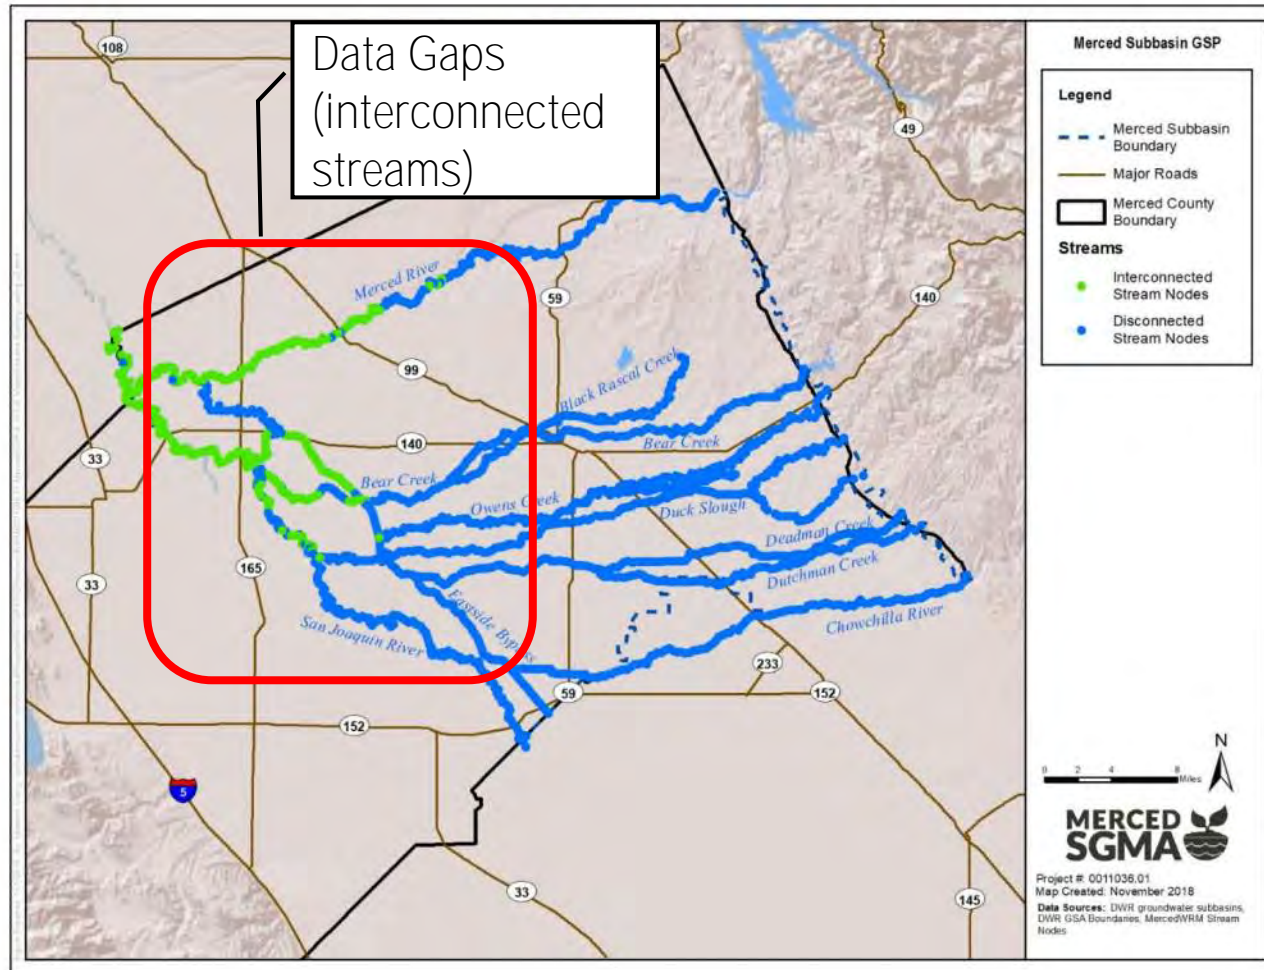 Data Gaps
(interconnected
streams)
108
49
Merced River
59
140
99
Black Rascal Creek
140
Bear Creek
33
Bear Creek
Owens Creek
Duck Slough
Deadman Creek
165
33
Dutchman Creek
Eastside Bypass
San Joaquin River
Chowchilla River
233
59
152
152
5
33
145
Merced Subbasin GSP
Legend
Merced Subbasin
Boundary
Major Roads
Merced County
Boundary
Streams
Interconnected
Stream Nodes
Disconnected
Stream Nodes
N
0 2 4 8
Miles
MERCED
SGMA
Project #: 0011036.01
Map Created: November 2018
Data Sources: DWR groundwater subbasins,
DWR GSA Boundaries, MercedWRM Stream
Nodes